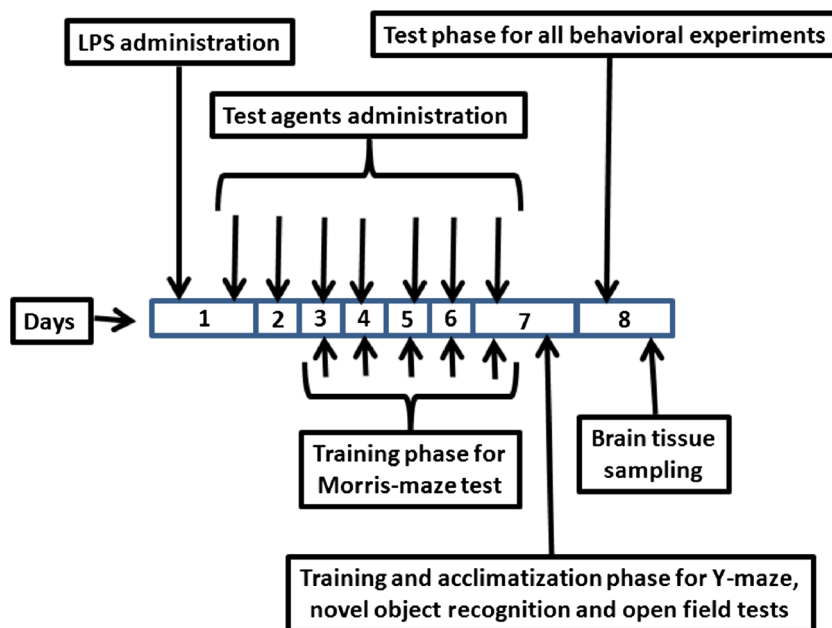 LPS administration
Test phase for all behavioral experiments
Test agents administration
Days
1 2 3 4 5 6 7 8
Training phase for
Morris-maze test
Brain tissue
sampling
Training and acclimatization phase for Y-maze,
novel object recognition and open field tests